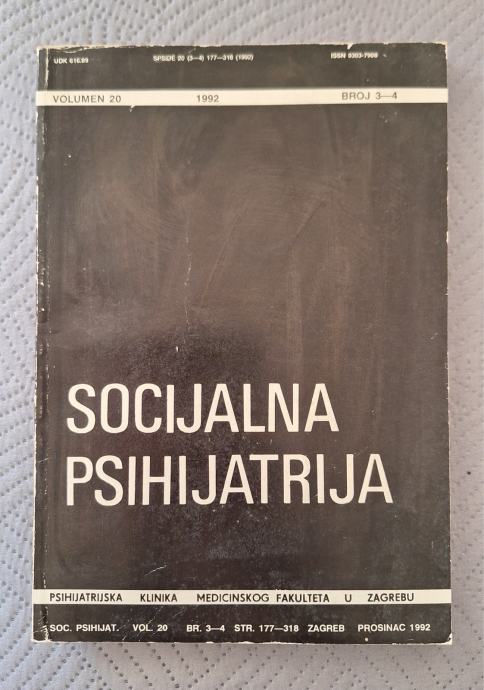 UDK 616.89 SPSIDE 20 (3—4) 177—318 (1992) ISSN 0303-7908
VOLUMEN 20 1992 BROJ 3—4
SOCIJALNA
PSIHIJATRIJA
PSIHIJATRIJSKA KLINIKA MEDICINSKOG FAKULTETA U ZAGREBU
SOC. PSIHIJAT. VOL. 20 BR. 3—4 STR. 177—318 ZAGREB PROSINAC 1992